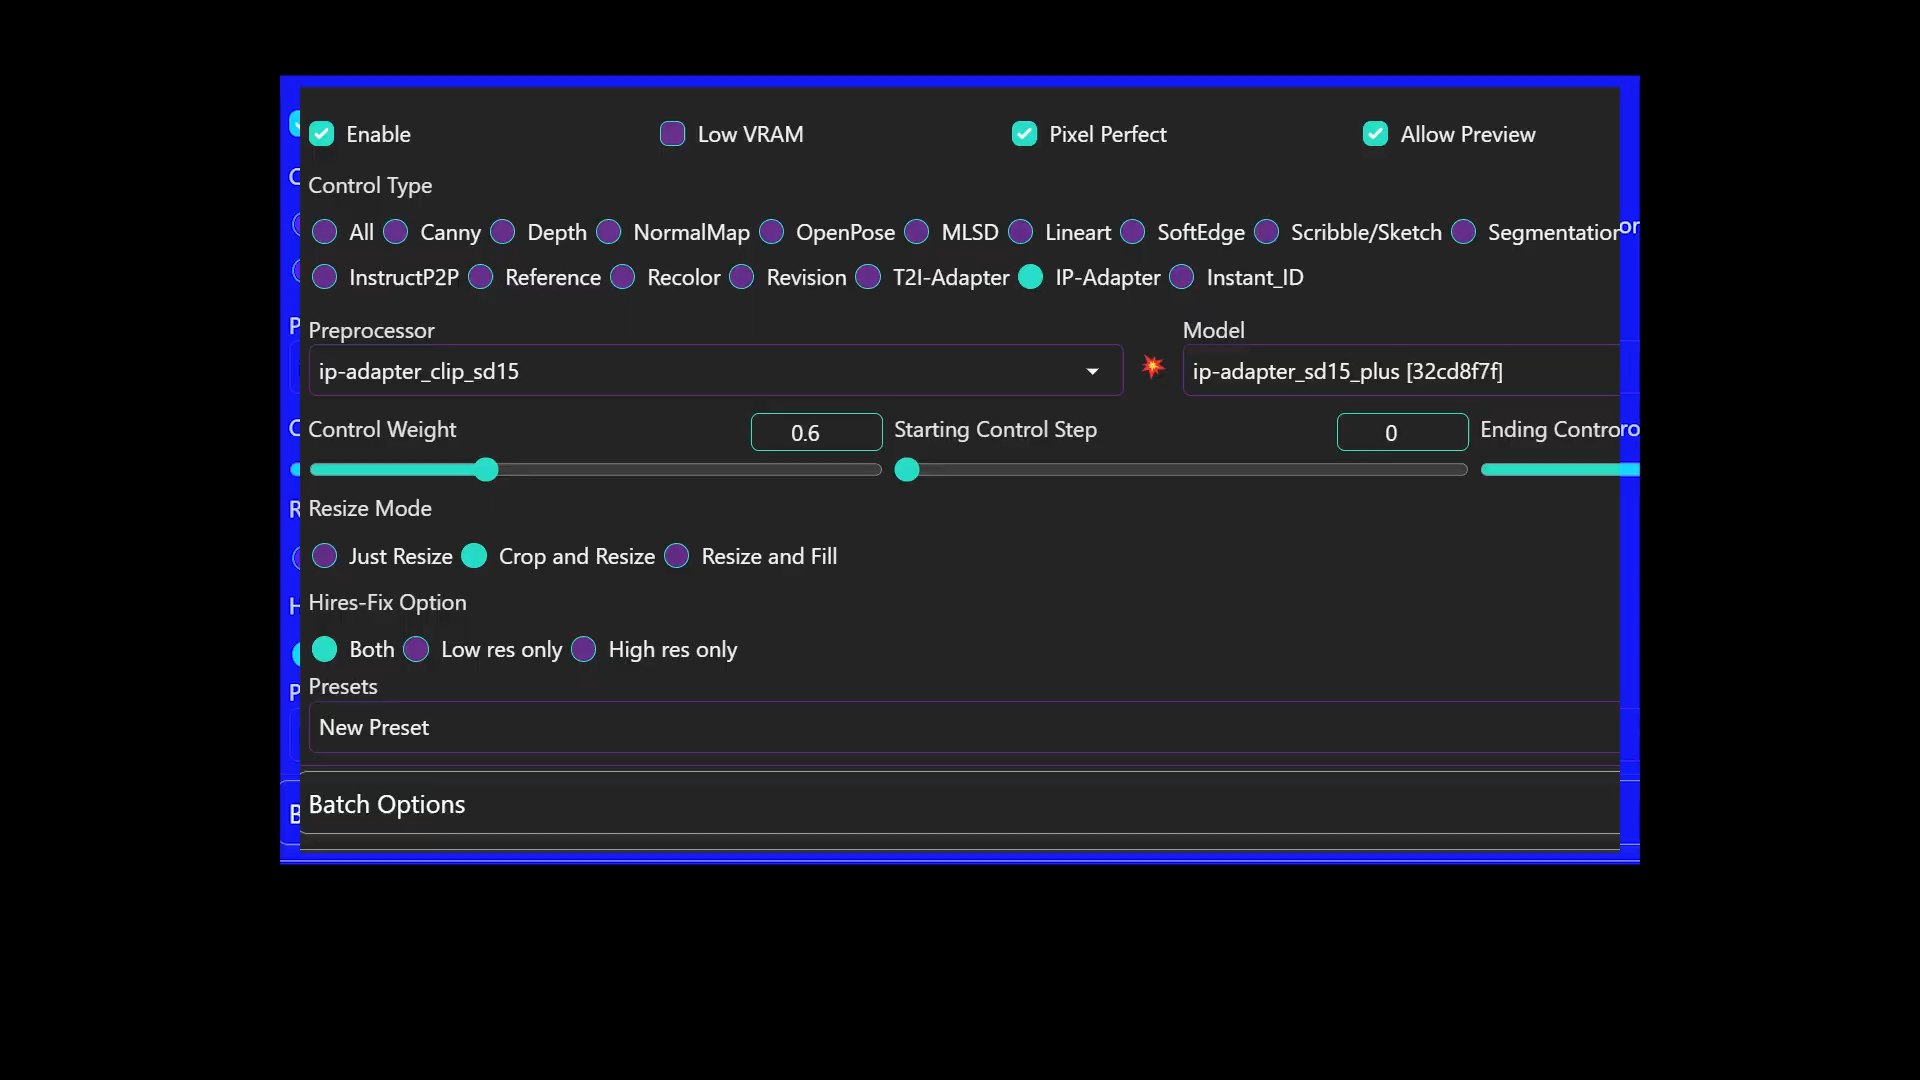 Enable Low VRAM Pixel Perfect Allow Preview
Control Type
All Canny Depth NormalMap OpenPose MLSD Lineart SoftEdge Scribble/Sketch Segmentation
InstructP2P Reference Recolor Revision T2I-Adapter IP-Adapter Instant_ID
Preprocessor Model
ip-adapter_clip_sd15 ip-adapter_sd15_plus [32cd8f7f]
Control Weight 0.6 Starting Control Step 0 Ending Contro
Resize Mode
Just Resize Crop and Resize Resize and Fill
Hires-Fix Option
Both Low res only High res only
Presets
New Preset
Batch Options